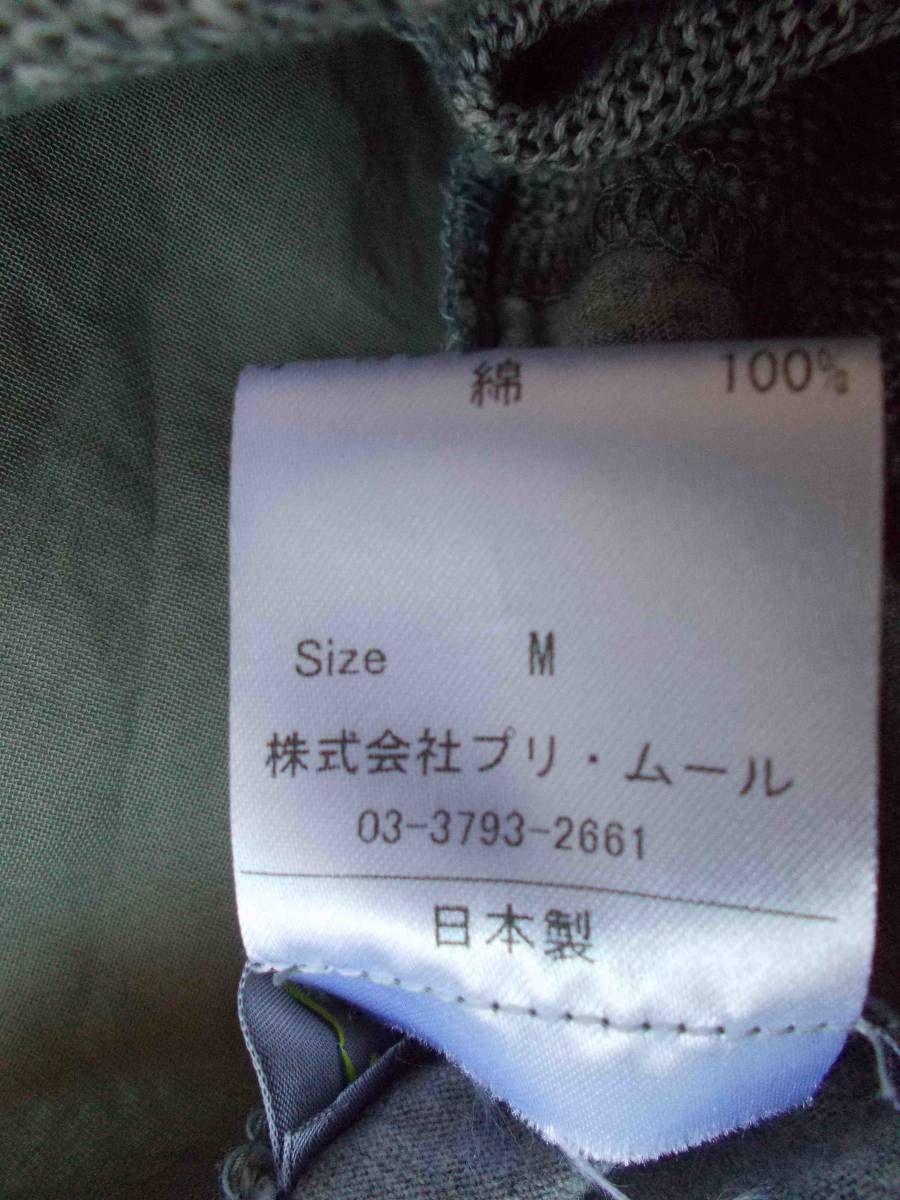 綿 100%
Size M
株式会社プリ・ムール
03-3793-2661
日本製